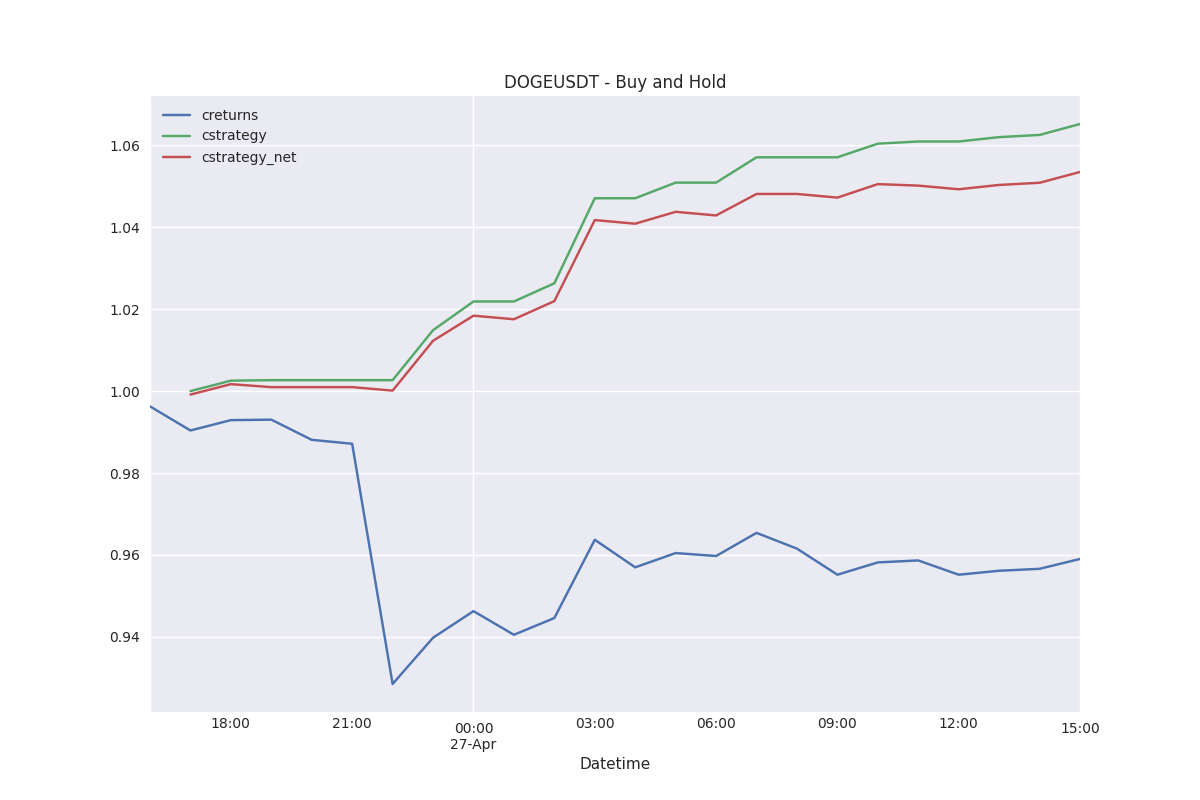 DOGEUSDT - Buy and Hold
creturns
cstrategy
cstrategy_net
1.06
1.04
1.02
1.00
0.98
0.96
0.94
18:00 21:00 00:00 03:00 06:00 09:00 12:00 15:00
27-Apr
Datetime